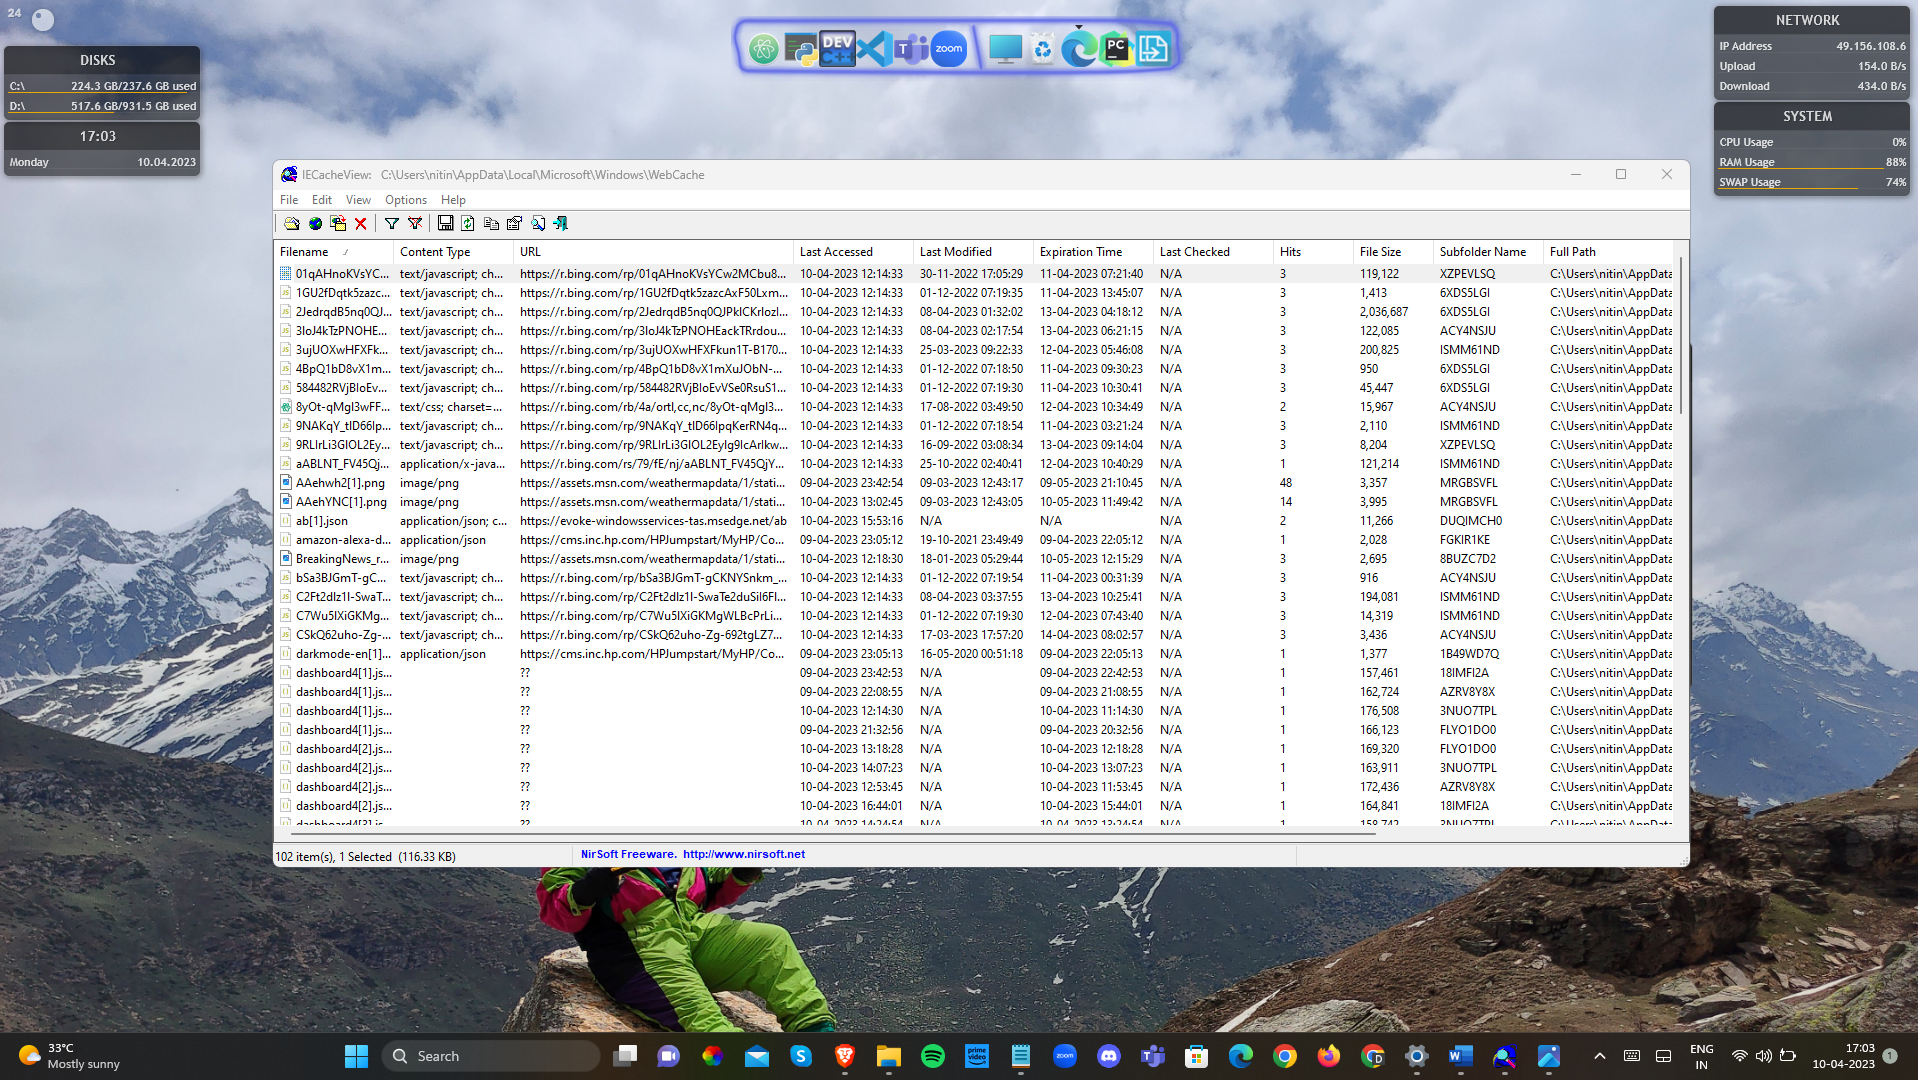 24
DISKS
C:\ 224.3 GB/237.6 GB used
D:\ 517.6 GB/931.5 GB used
17:03
Monday 10.04.2023
DEV C++
T
zoom
PC
NETWORK
IP Address 49.156.108.6
Upload 154.0 B/s
Download 434.0 B/s
SYSTEM
CPU Usage 0%
RAM Usage 88%
SWAP Usage 74%
IECacheView: C:\Users\nitin\AppData\Local\Microsoft\Windows\WebCache
File Edit View Options Help
Filename Content Type URL Last Accessed Last Modified Expiration Time Last Checked Hits File Size Subfolder Name Full Path
01qAHnoKVsYC... text/javascript; ch... https://r.bing.com/rp/01qAHnoKVsYCw2MCbu8... 10-04-2023 12:14:33 30-11-2022 17:05:29 11-04-2023 07:21:40 N/A 3 119,122 XZPEVLSQ C:\Users\nitin\AppData
1GU2fDqtk5zazc... text/javascript; ch... https://r.bing.com/rp/1GU2fDqtk5zazcAxF50Lxm... 10-04-2023 12:14:33 01-12-2022 07:19:35 11-04-2023 13:45:07 N/A 3 1,413 6XDS5LGI C:\Users\nitin\AppData
2JedrqdB5nq0QJ... text/javascript; ch... https://r.bing.com/rp/2JedrqdB5nq0QJPkICKrIozI... 10-04-2023 12:14:33 08-04-2023 01:32:02 13-04-2023 04:18:12 N/A 3 2,036,687 6XDS5LGI C:\Users\nitin\AppData
3IoJ4kTzPNOHE... text/javascript; ch... https://r.bing.com/rp/3IoJ4kTzPNOHEackTRrdou... 10-04-2023 12:14:33 08-04-2023 02:17:54 13-04-2023 06:21:15 N/A 3 122,085 ACY4NSJU C:\Users\nitin\AppData
3ujUOXwHFXFk... text/javascript; ch... https://r.bing.com/rp/3ujUOXwHFXFkun1T-B170... 10-04-2023 12:14:33 25-03-2023 09:22:33 12-04-2023 05:46:08 N/A 3 200,825 ISMM61ND C:\Users\nitin\AppData
4BpQ1bD8vX1m... text/javascript; ch... https://r.bing.com/rp/4BpQ1bD8vX1mXuJObN-... 10-04-2023 12:14:33 01-12-2022 07:18:50 11-04-2023 09:30:23 N/A 3 950 6XDS5LGI C:\Users\nitin\AppData
584482RVjBIoEv... text/javascript; ch... https://r.bing.com/rp/584482RVjBIoEvVSe0RsuS1... 10-04-2023 12:14:33 01-12-2022 07:19:30 11-04-2023 10:30:41 N/A 3 45,447 6XDS5LGI C:\Users\nitin\AppData
8yOt-qMgI3wFF... text/css; charset=... https://r.bing.com/rb/4a/ortl,cc,nc/8yOt-qMgI3... 10-04-2023 12:14:33 17-08-2022 03:49:50 12-04-2023 10:34:49 N/A 2 15,967 ACY4NSJU C:\Users\nitin\AppData
9NAKqY_tID66lp... text/javascript; ch... https://r.bing.com/rp/9NAKqY_tID66lpqKerRN4q... 10-04-2023 12:14:33 01-12-2022 07:18:54 11-04-2023 03:21:24 N/A 3 2,110 ISMM61ND C:\Users\nitin\AppData
9RLIrLi3GIOL2Ey... text/javascript; ch... https://r.bing.com/rp/9RLIrLi3GIOL2EyIg9IcArIkw... 10-04-2023 12:14:33 16-09-2022 03:08:34 13-04-2023 09:14:04 N/A 3 8,204 XZPEVLSQ C:\Users\nitin\AppData
aABLNT_FV45Qj... application/x-java... https://r.bing.com/rs/79/fE/nj/aABLNT_FV45QjY... 10-04-2023 12:14:33 25-10-2022 02:40:41 12-04-2023 10:40:29 N/A 1 121,214 ISMM61ND C:\Users\nitin\AppData
AAehwh2[1].png image/png https://assets.msn.com/weathermapdata/1/stati... 09-04-2023 23:42:54 09-03-2023 12:43:17 09-05-2023 21:10:45 N/A 48 3,357 MRGBSVFL C:\Users\nitin\AppData
AAehYNC[1].png image/png https://assets.msn.com/weathermapdata/1/stati... 10-04-2023 13:02:45 09-03-2023 12:43:05 10-05-2023 11:49:42 N/A 14 3,995 MRGBSVFL C:\Users\nitin\AppData
ab[1].json application/json; c... https://evoke-windowsservices-tas.msedge.net/ab 10-04-2023 15:53:16 N/A N/A N/A 2 11,266 DUQIMCH0 C:\Users\nitin\AppData
amazon-alexa-d... application/json https://cms.inc.hp.com/HPJumpstart/MyHP/Co... 09-04-2023 23:05:12 19-10-2021 23:49:49 09-04-2023 22:05:12 N/A 1 2,028 FGKIR1KE C:\Users\nitin\AppData
BreakingNews_r... image/png https://assets.msn.com/weathermapdata/1/stati... 10-04-2023 12:18:30 18-01-2023 05:29:44 10-05-2023 12:15:29 N/A 3 2,695 8BUZC7D2 C:\Users\nitin\AppData
bSa3BJGmT-gC... text/javascript; ch... https://r.bing.com/rp/bSa3BJGmT-gCKNYSnkm_... 10-04-2023 12:14:33 01-12-2022 07:19:54 11-04-2023 00:31:39 N/A 3 916 ACY4NSJU C:\Users\nitin\AppData
C2Ft2dIz1I-SwaT... text/javascript; ch... https://r.bing.com/rp/C2Ft2dIz1I-SwaTe2duSiI6FI... 10-04-2023 12:14:33 08-04-2023 03:37:55 13-04-2023 10:25:41 N/A 3 194,081 ISMM61ND C:\Users\nitin\AppData
C7Wu5IXiGKMg... text/javascript; ch... https://r.bing.com/rp/C7Wu5IXiGKMgWLBcPrLi... 10-04-2023 12:14:33 01-12-2022 07:19:30 12-04-2023 07:43:40 N/A 3 14,319 ISMM61ND C:\Users\nitin\AppData
CSkQ62uho-Zg-... text/javascript; ch... https://r.bing.com/rp/CSkQ62uho-Zg-692tgLZ7... 10-04-2023 12:14:33 17-03-2023 17:57:20 14-04-2023 08:02:57 N/A 3 3,436 ACY4NSJU C:\Users\nitin\AppData
darkmode-en[1]... application/json https://cms.inc.hp.com/HPJumpstart/MyHP/Co... 09-04-2023 23:05:13 16-05-2020 00:51:18 09-04-2023 22:05:13 N/A 1 1,377 1B49WD7Q C:\Users\nitin\AppData
dashboard4[1].js... ?? 09-04-2023 23:42:53 N/A 09-04-2023 22:42:53 N/A 1 157,461 18IMFI2A C:\Users\nitin\AppData
dashboard4[1].js... ?? 09-04-2023 22:08:55 N/A 09-04-2023 21:08:55 N/A 1 162,724 AZRV8Y8X C:\Users\nitin\AppData
dashboard4[1].js... ?? 10-04-2023 12:14:30 N/A 10-04-2023 11:14:30 N/A 1 176,508 3NUO7TPL C:\Users\nitin\AppData
dashboard4[1].js... ?? 09-04-2023 21:32:56 N/A 09-04-2023 20:32:56 N/A 1 166,123 FLYO1DO0 C:\Users\nitin\AppData
dashboard4[2].js... ?? 10-04-2023 13:18:28 N/A 10-04-2023 12:18:28 N/A 1 169,320 FLYO1DO0 C:\Users\nitin\AppData
dashboard4[2].js... ?? 10-04-2023 14:07:23 N/A 10-04-2023 13:07:23 N/A 1 163,911 3NUO7TPL C:\Users\nitin\AppData
dashboard4[2].js... ?? 10-04-2023 12:53:45 N/A 10-04-2023 11:53:45 N/A 1 172,436 AZRV8Y8X C:\Users\nitin\AppData
dashboard4[2].js... ?? 10-04-2023 16:44:01 N/A 10-04-2023 15:44:01 N/A 1 164,841 18IMFI2A C:\Users\nitin\AppData
102 item(s), 1 Selected (116.33 KB) NirSoft Freeware. http://www.nirsoft.net
33°C
Mostly sunny
Search
prime video
zoom
ENG
IN
17:03
10-04-2023
1